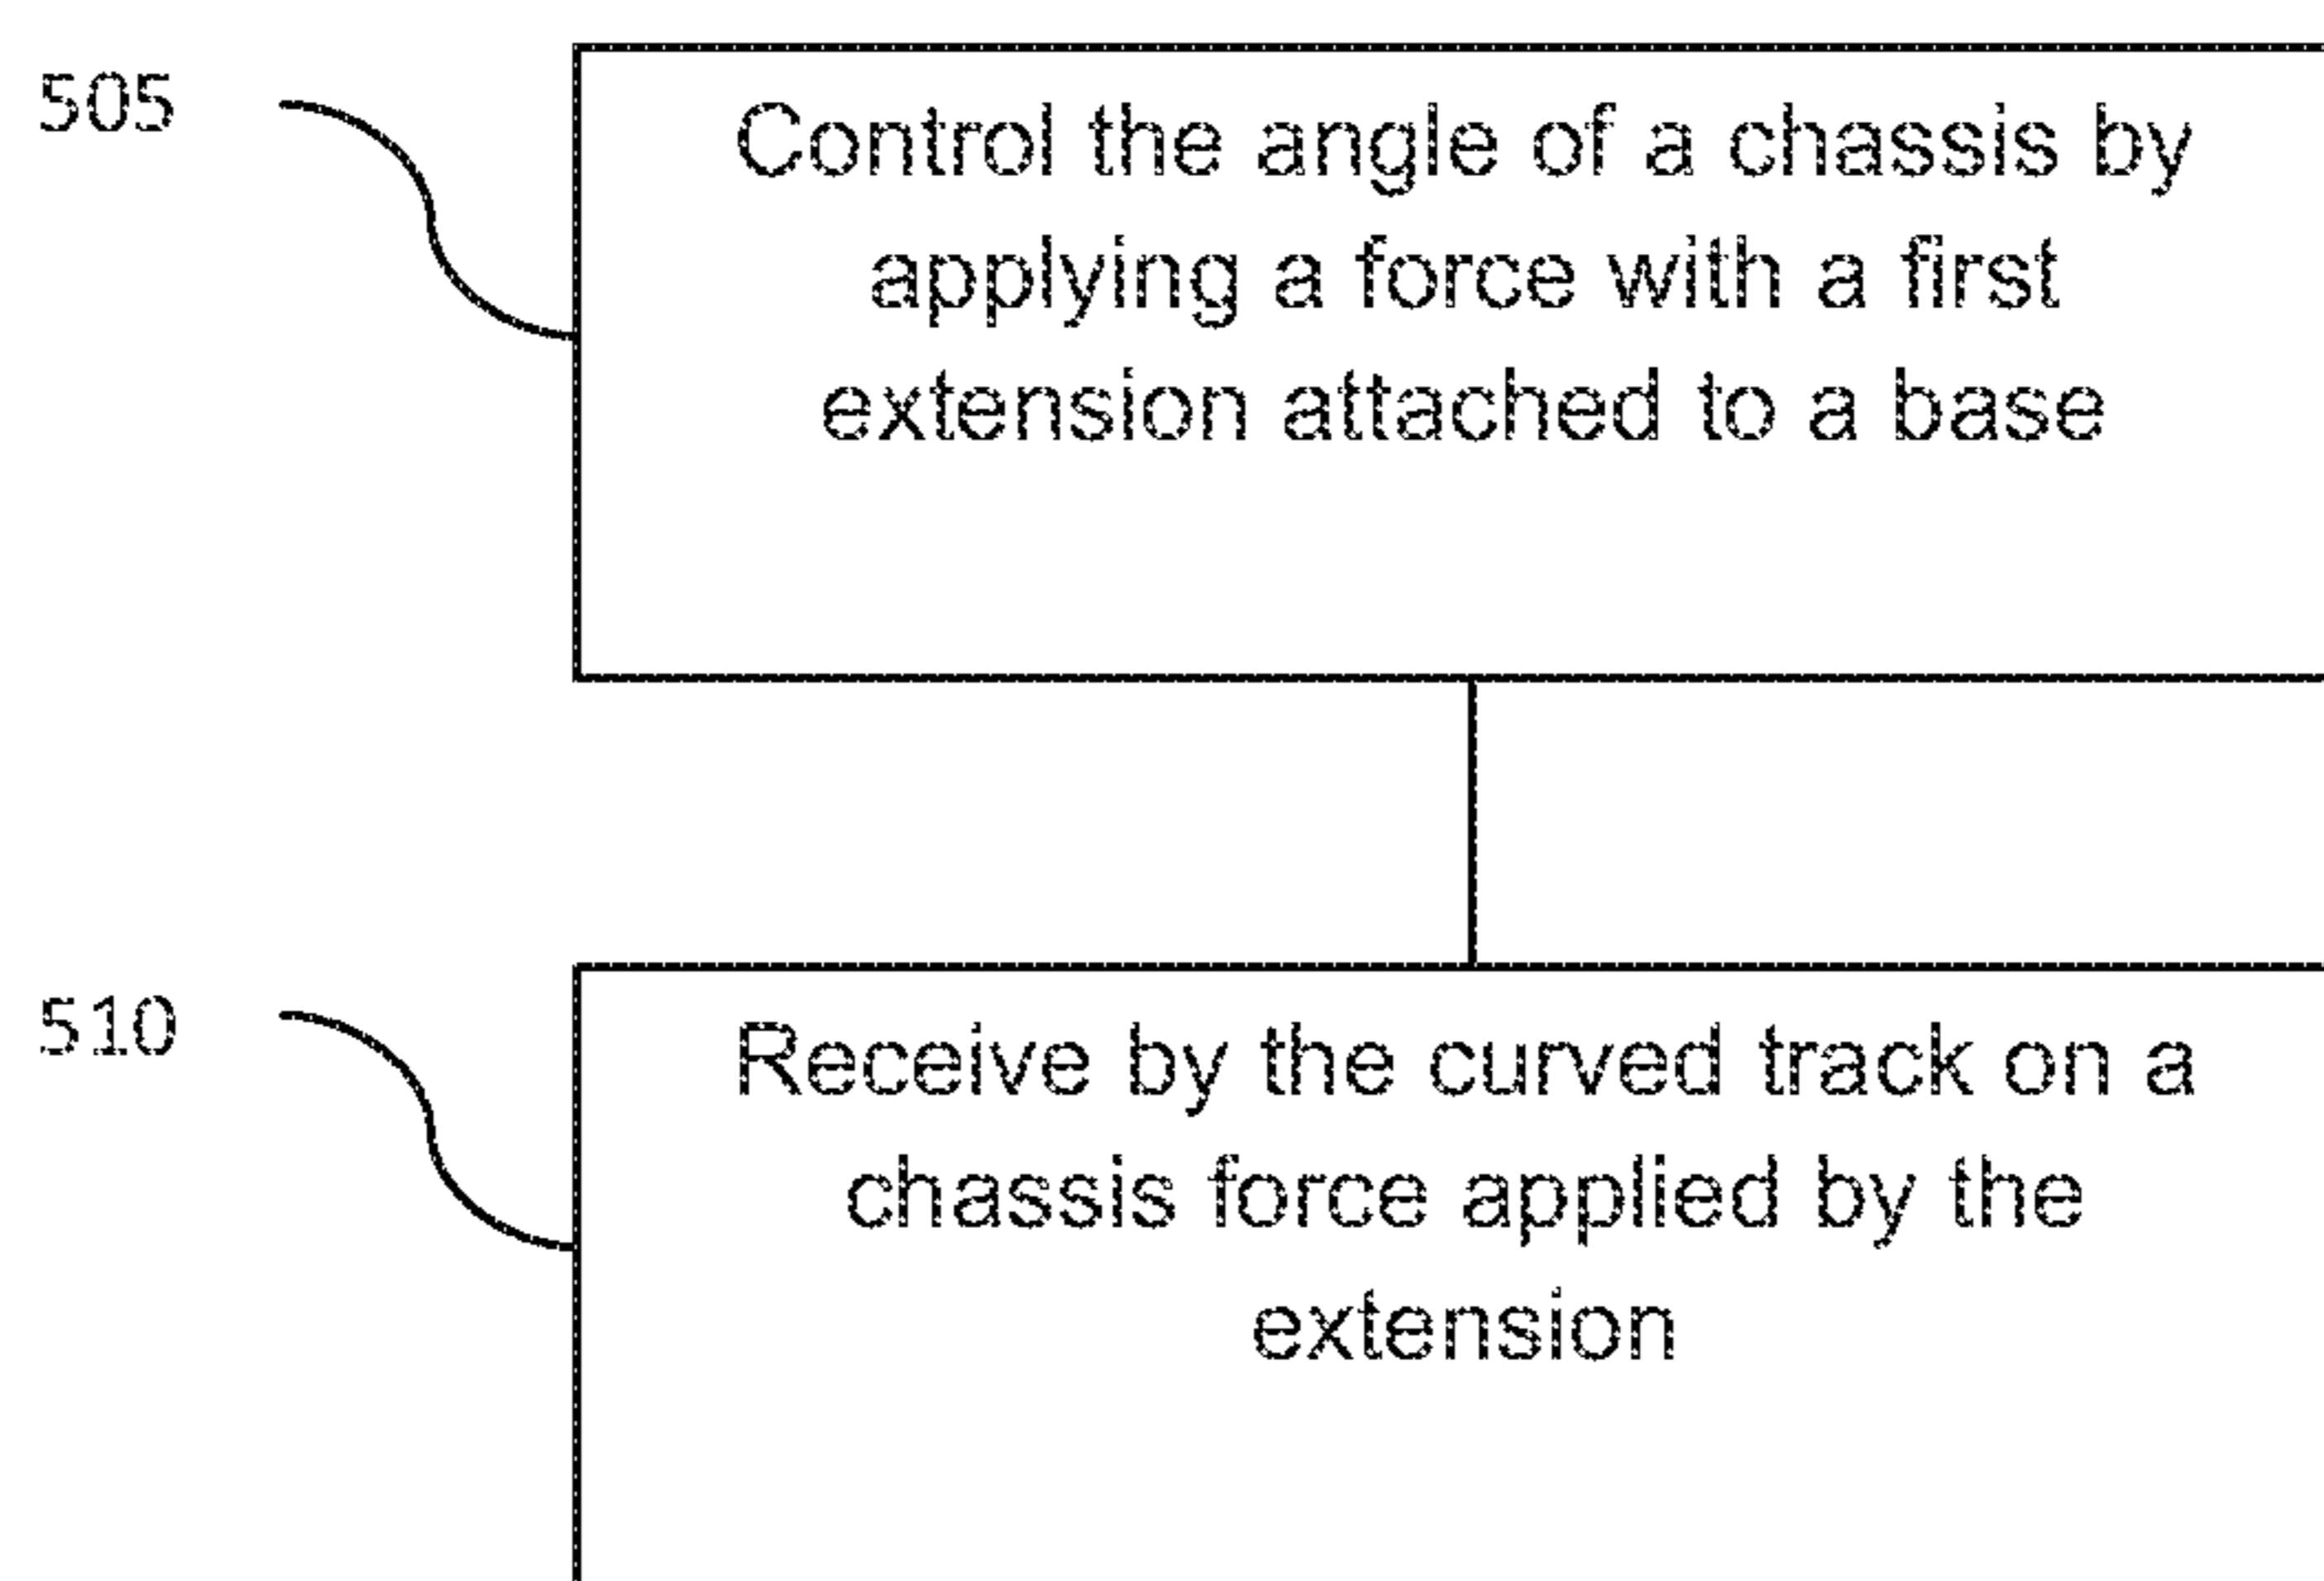 505
Control the angle of a chassis by
applying a force with a first
extension attached to a base
510
Receive by the curved track on a
chassis force applied by the
extension